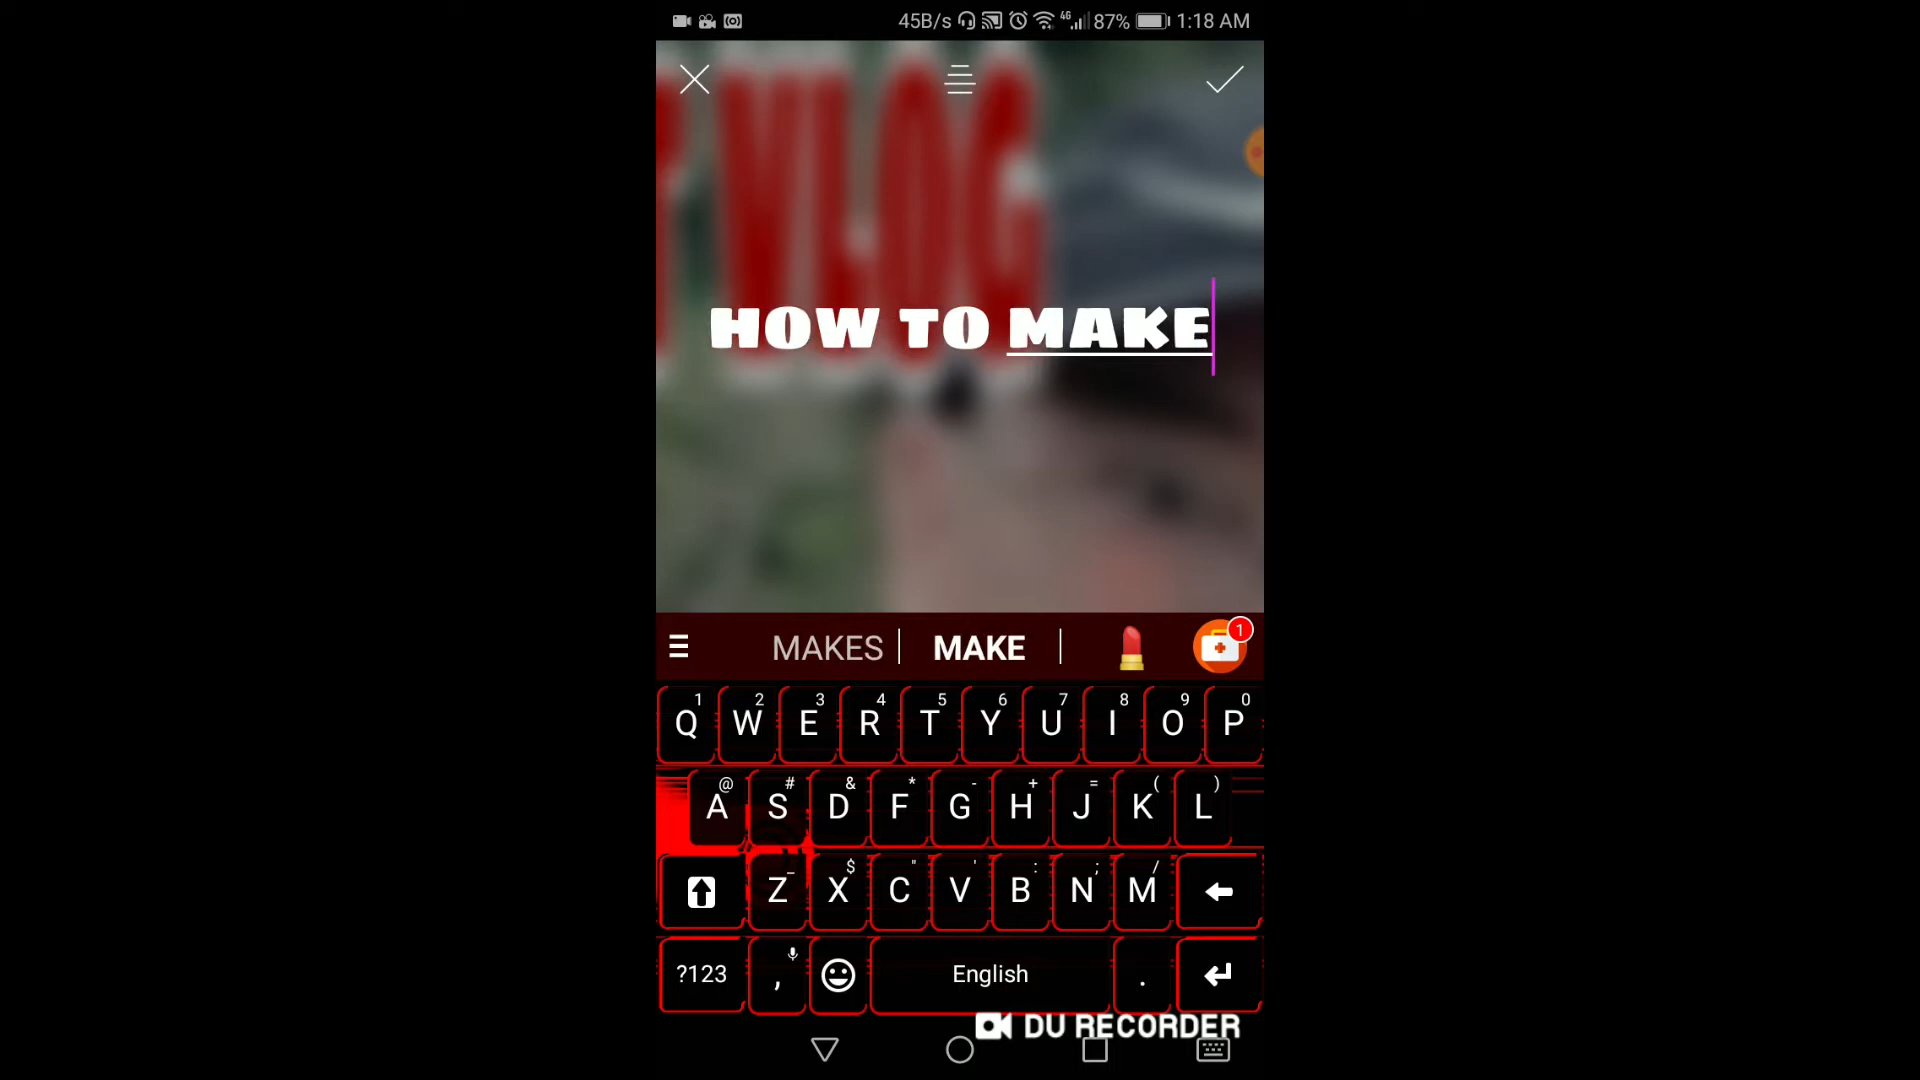 45B/s 4G 87% 1:18 AM
VLOG
HOW TO MAKE
MAKES MAKE 1
1 2 3 4 5 6 7 8 9 0
Q W E R T Y U I O P
@ # & * - + = ( )
A S D F G H J K L
_ $ " ' : ; /
Z X C V B N M
?123 , English .
DU RECORDER